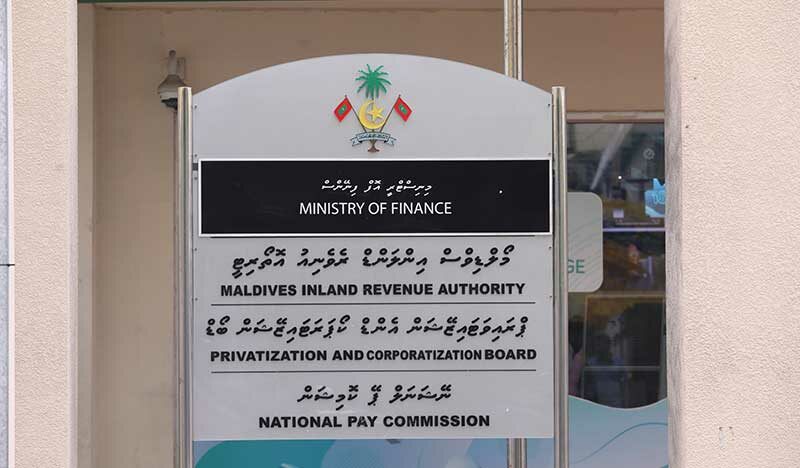 މިނިސްޓްރީ އޮފް ފިނޭންސް
MINISTRY OF FINANCE
މޯލްޑިވްސް އިންލަންޑް ރެވެނިއު އޮތޯރިޓީ
MALDIVES INLAND REVENUE AUTHORITY
ޕްރައިވަޓައިޒޭޝަން އެންޑް ކޯޕަރަޓައިޒޭޝަން ބޯޑް
PRIVATIZATION AND CORPORATIZATION BOARD
ނޭޝަނަލް ޕޭ ކޮމިޝަން
NATIONAL PAY COMMISSION